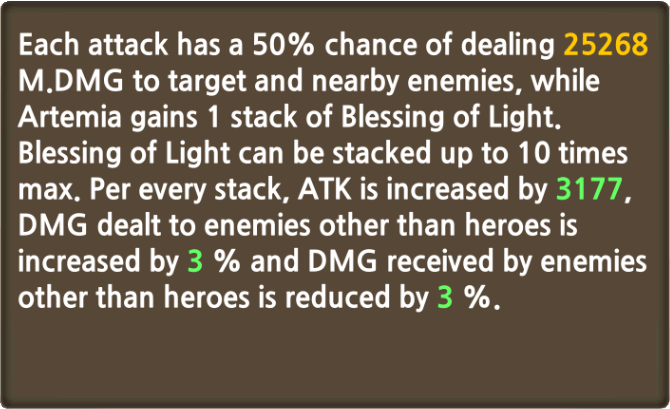 Each attack has a 50% chance of dealing 25268
M.DMG to target and nearby enemies, while
Artemia gains 1 stack of Blessing of Light.
Blessing of Light can be stacked up to 10 times
max. Per every stack, ATK is increased by 3177,
DMG dealt to enemies other than heroes is
increased by 3 % and DMG received by enemies
other than heroes is reduced by 3 %.